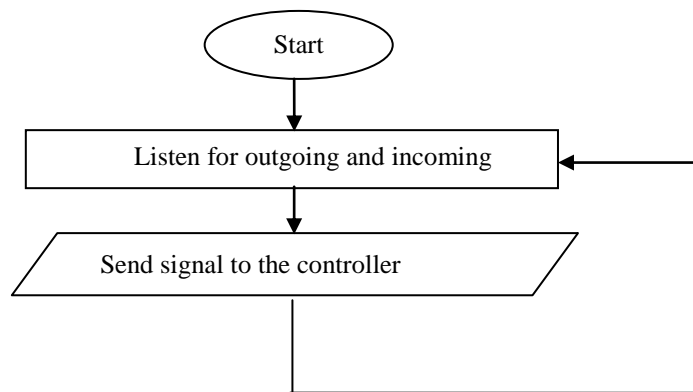 Start
Listen for outgoing and incoming
Send signal to the controller